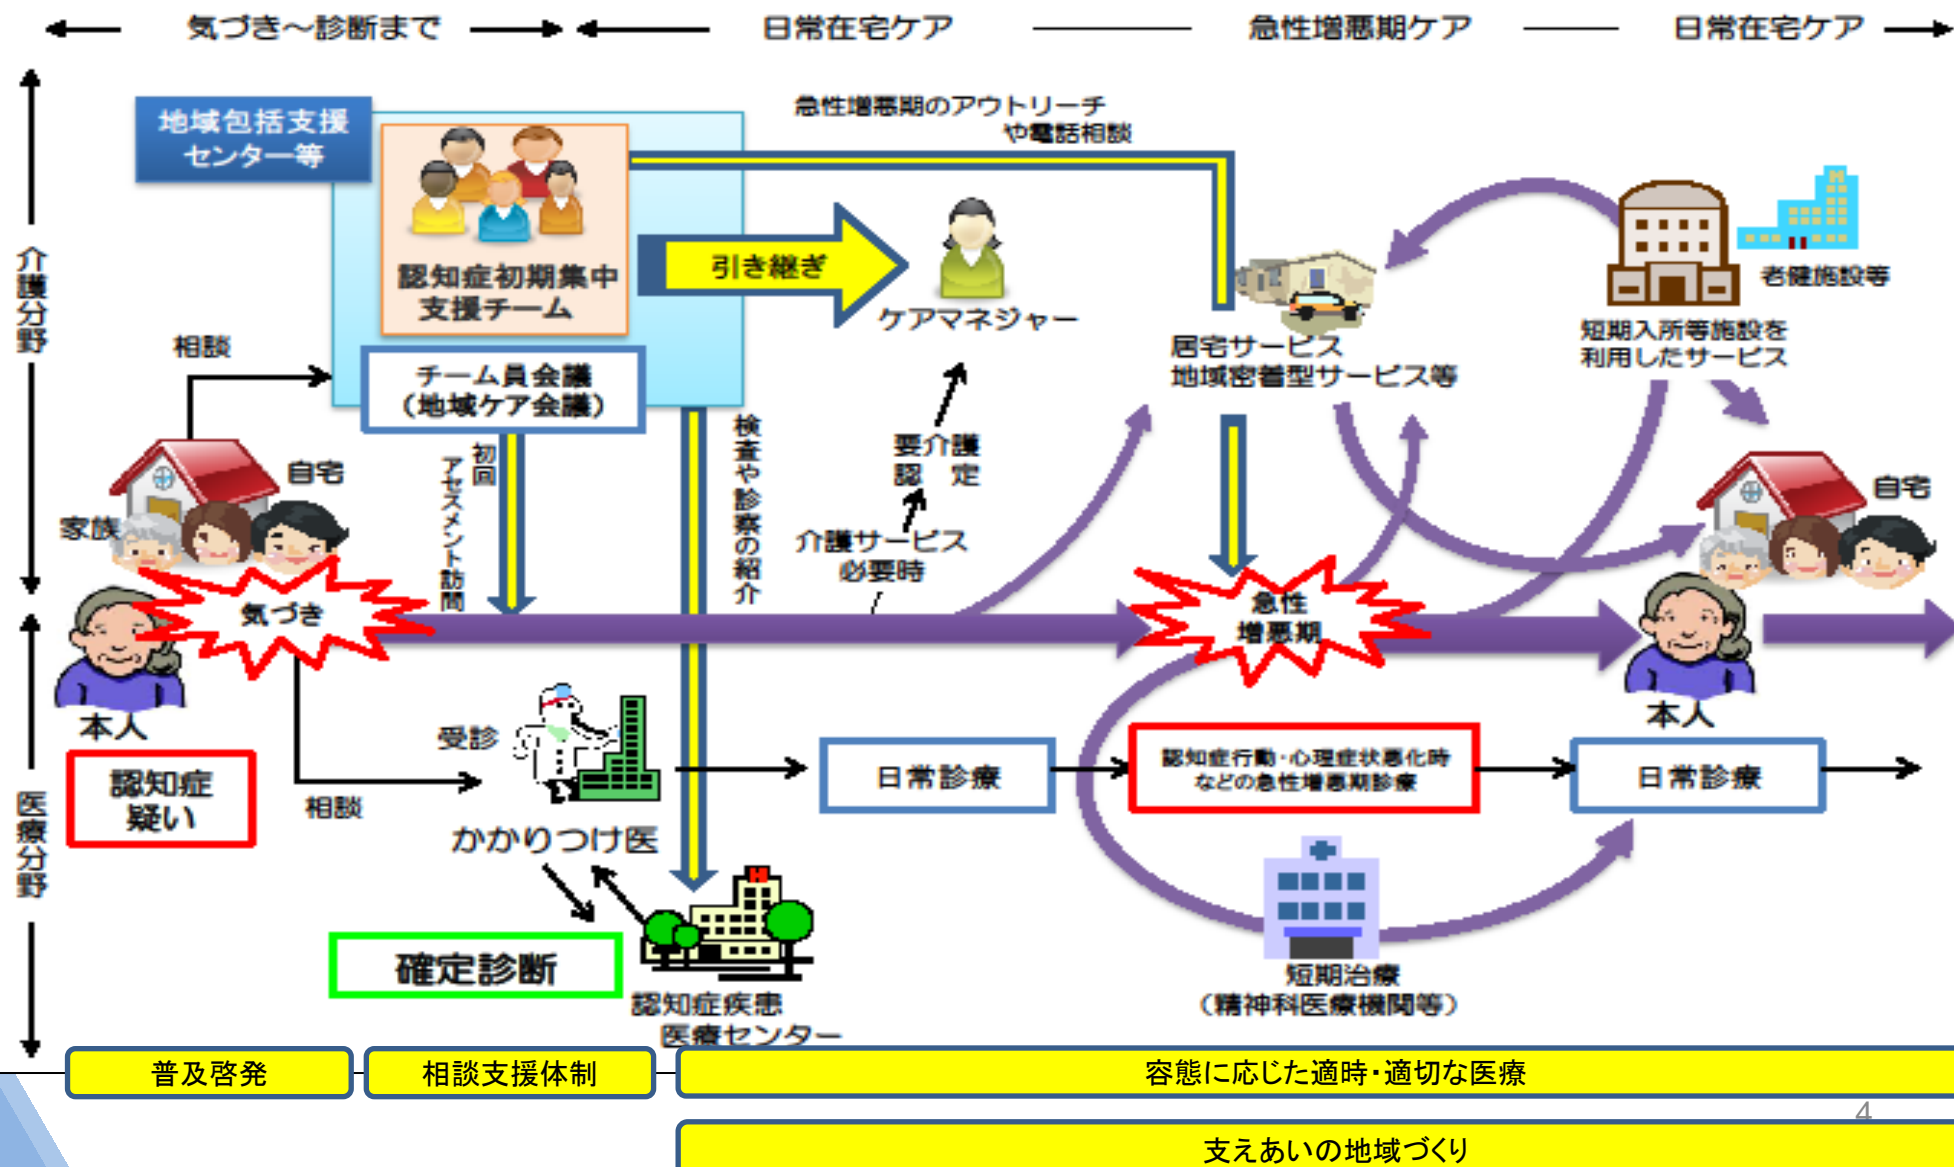 気づき～診断まで
日常在宅ケア
急性増悪期ケア
日常在宅ケア
介護分野
医療分野
地域包括支援
センター等
認知症初期集中
支援チーム
チーム員会議
（地域ケア会議）
急性増悪期のアウトリーチ
や電話相談
引き継ぎ
ケアマネジャー
居宅サービス
地域密着型サービス等
老健施設等
短期入所等施設を
利用したサービス
相談
自宅
家族
初回
アセスメント訪問
検査や診察の紹介
要介護
認　定
介護サービス
必要時
自宅
気づき
急性
増悪期
本人
本人
認知症
疑い
相談
受診
かかりつけ医
日常診療
認知症行動・心理症状悪化時
などの急性増悪期診療
日常診療
確定診断
認知症疾患
医療センター
短期治療
（精神科医療機関等）
普及啓発
相談支援体制
容態に応じた適時・適切な医療
4
支えあいの地域づくり